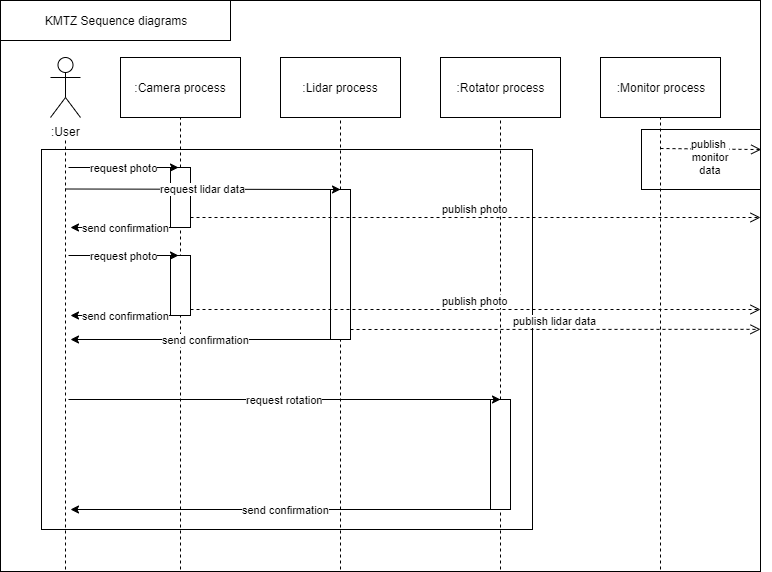 KMTZ Sequence diagrams
:User
:Camera process
:Lidar process
:Rotator process
:Monitor process
publish
monitor
data
request photo
request lidar data
publish photo
send confirmation
request photo
publish photo
send confirmation
publish lidar data
send confirmation
request rotation
send confirmation